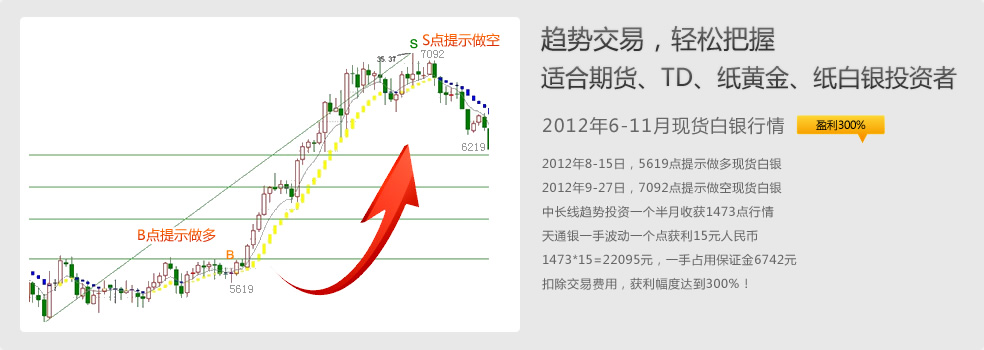 S
S点提示做空
35.37
7092
6219
B点提示做多
B
5619
趋势交易，轻松把握
适合期货、TD、纸黄金、纸白银投资者
2012年6-11月现货白银行情
盈利300%
2012年8-15日，5619点提示做多现货白银
2012年9-27日，7092点提示做空现货白银
中长线趋势投资一个半月收获1473点行情
天通银一手波动一个点获利15元人民币
1473*15=22095元，一手占用保证金6742元
扣除交易费用，获利幅度达到300%！